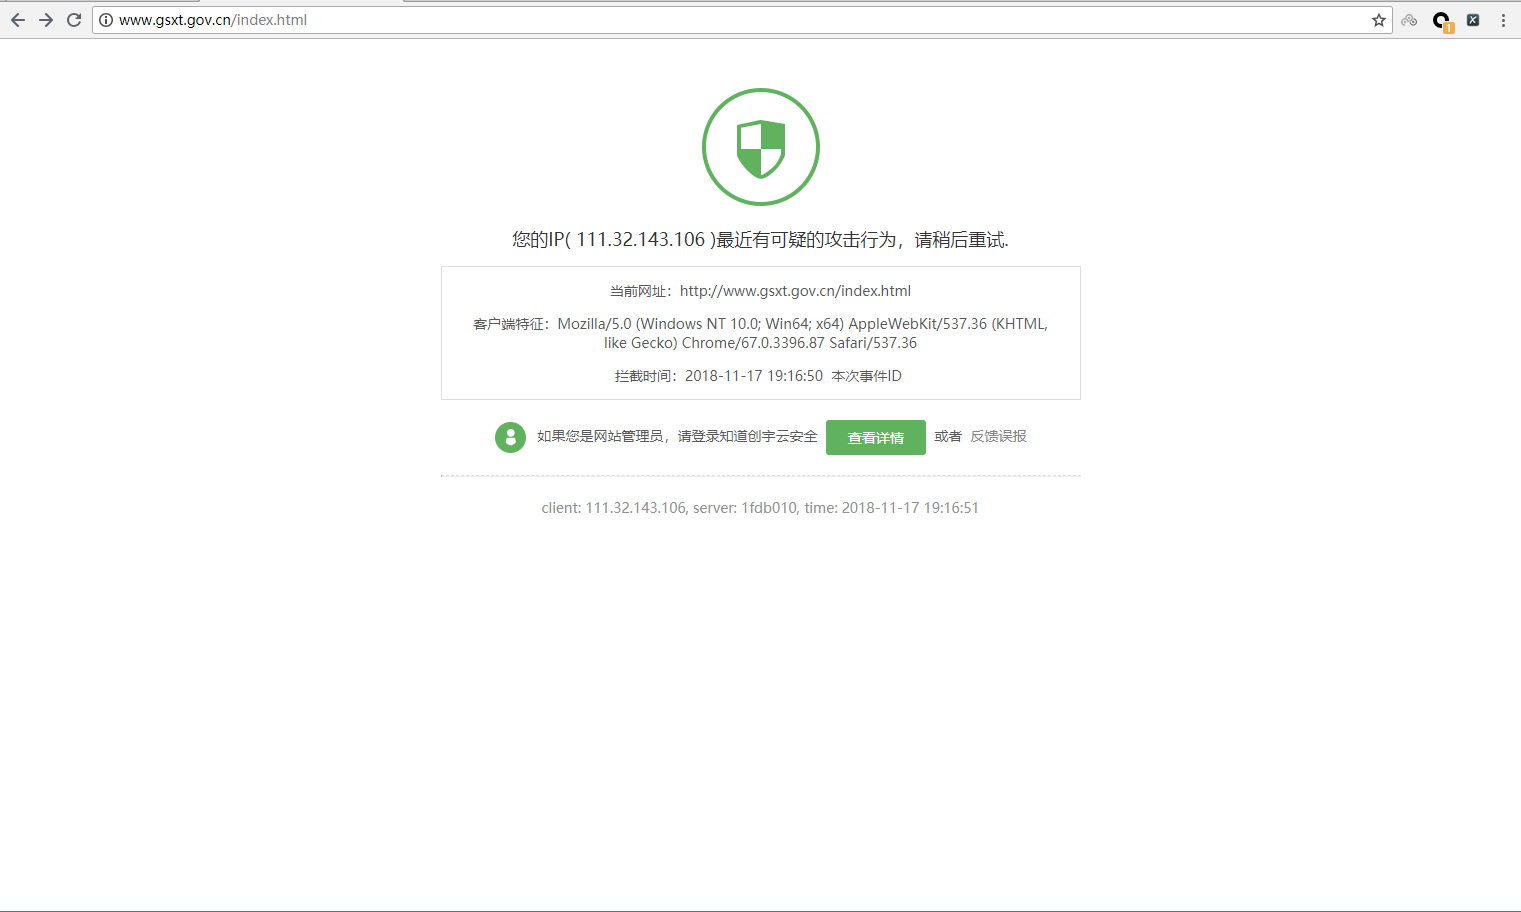 www.gsxt.gov.cn/index.html
1
您的IP( 111.32.143.106 )最近有可疑的攻击行为，请稍后重试.
当前网址：http://www.gsxt.gov.cn/index.html
客户端特征：Mozilla/5.0 (Windows NT 10.0; Win64; x64) AppleWebKit/537.36 (KHTML,
like Gecko) Chrome/67.0.3396.87 Safari/537.36
拦截时间：2018-11-17 19:16:50 本次事件ID
如果您是网站管理员，请登录知道创宇云安全 查看详情 或者 反馈误报
client: 111.32.143.106, server: 1fdb010, time: 2018-11-17 19:16:51